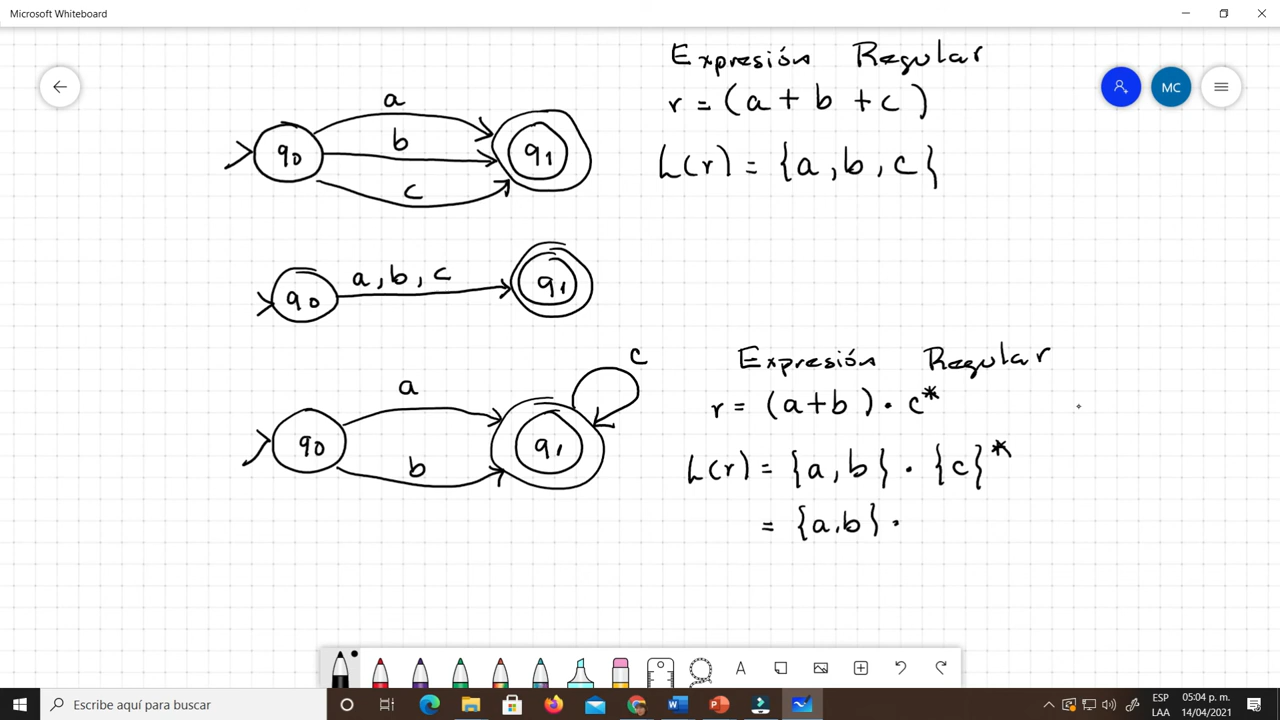 Microsoft Whiteboard
Expresión Regular
r = (a + b + c)
L(r) = {a, b, c}
MC
a
b
c
q0
q1
a, b, c
q0
q1
Expresión Regular
r = (a+b) · c*
L(r) = {a, b} · {c}*
= {a,b} ·
c
a
b
q0
q1
A
Escribe aquí para buscar
ESP
LAA
05:04 p. m.
14/04/2021